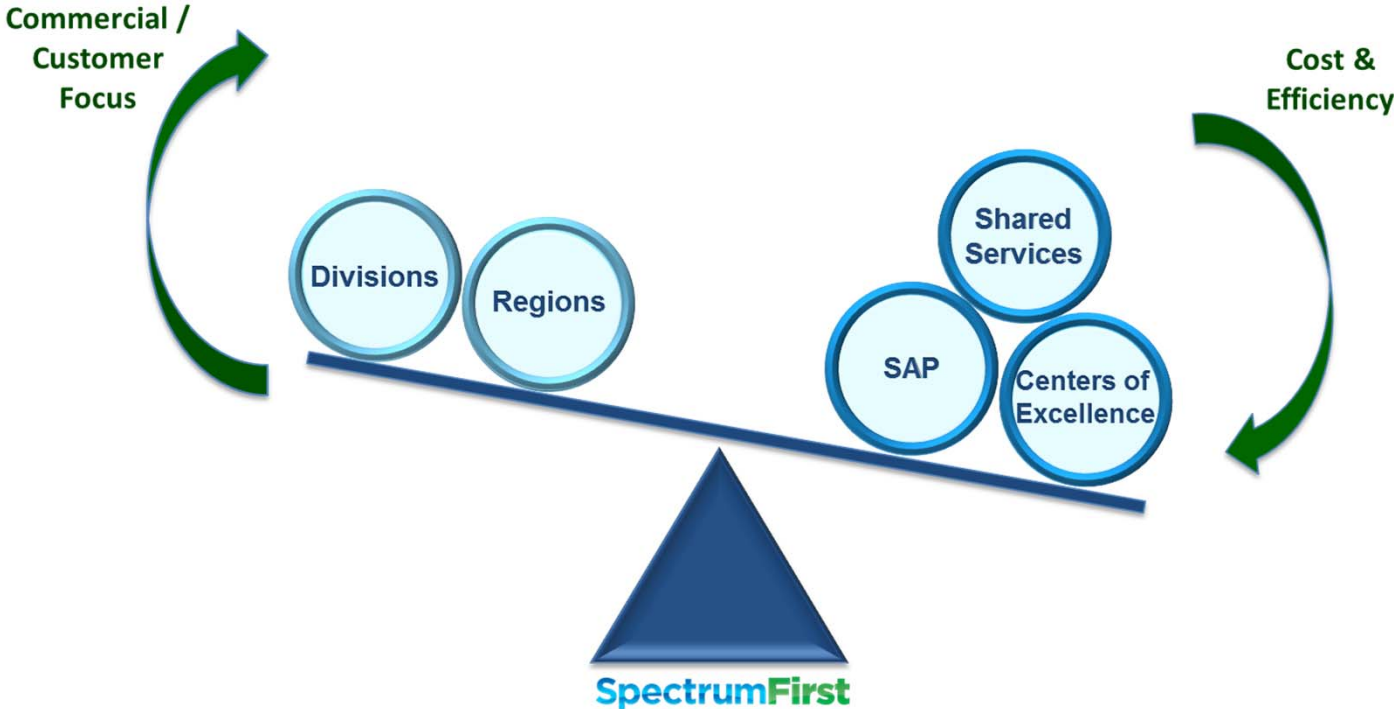 Commercial /
Customer
Focus
Cost &
Efficiency
Divisions
Regions
Shared
Services
SAP
Centers of
Excellence
SpectrumFirst